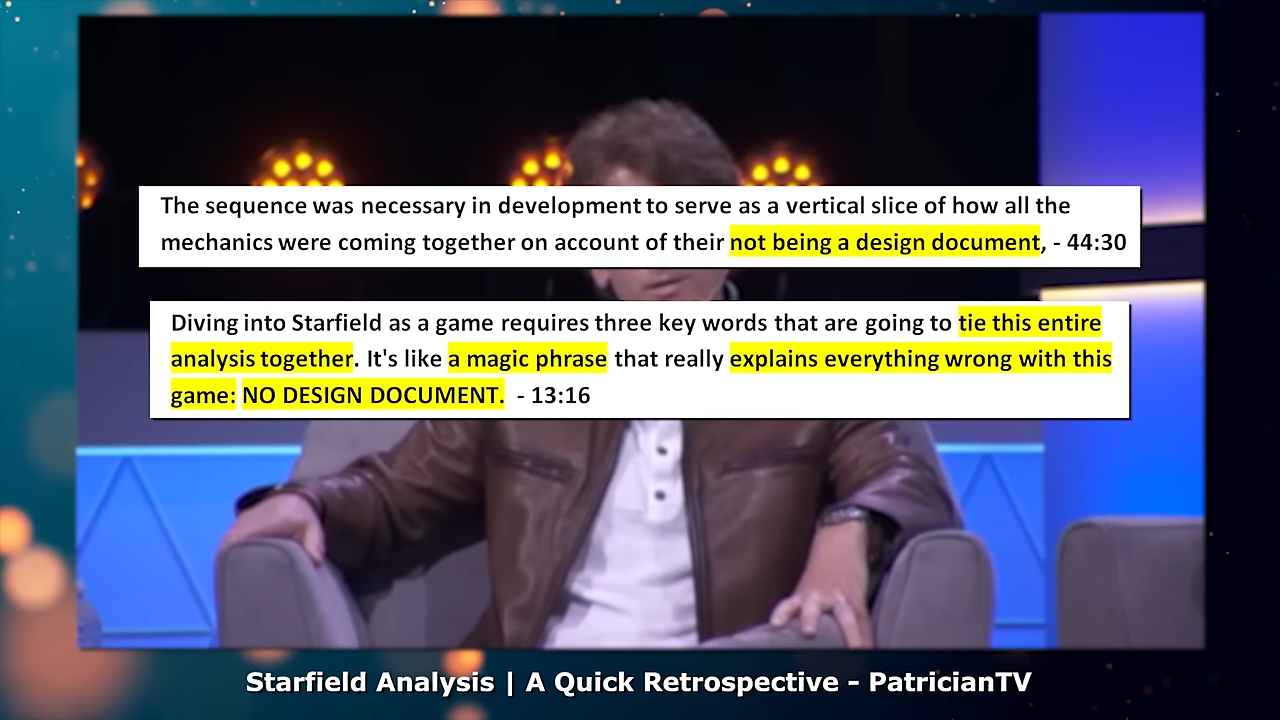 The sequence was necessary in development to serve as a vertical slice of how all the
mechanics were coming together on account of their not being a design document, - 44:30
Diving into Starfield as a game requires three key words that are going to tie this entire
analysis together. It's like a magic phrase that really explains everything wrong with this
game: NO DESIGN DOCUMENT. - 13:16
Starfield Analysis | A Quick Retrospective - PatricianTV